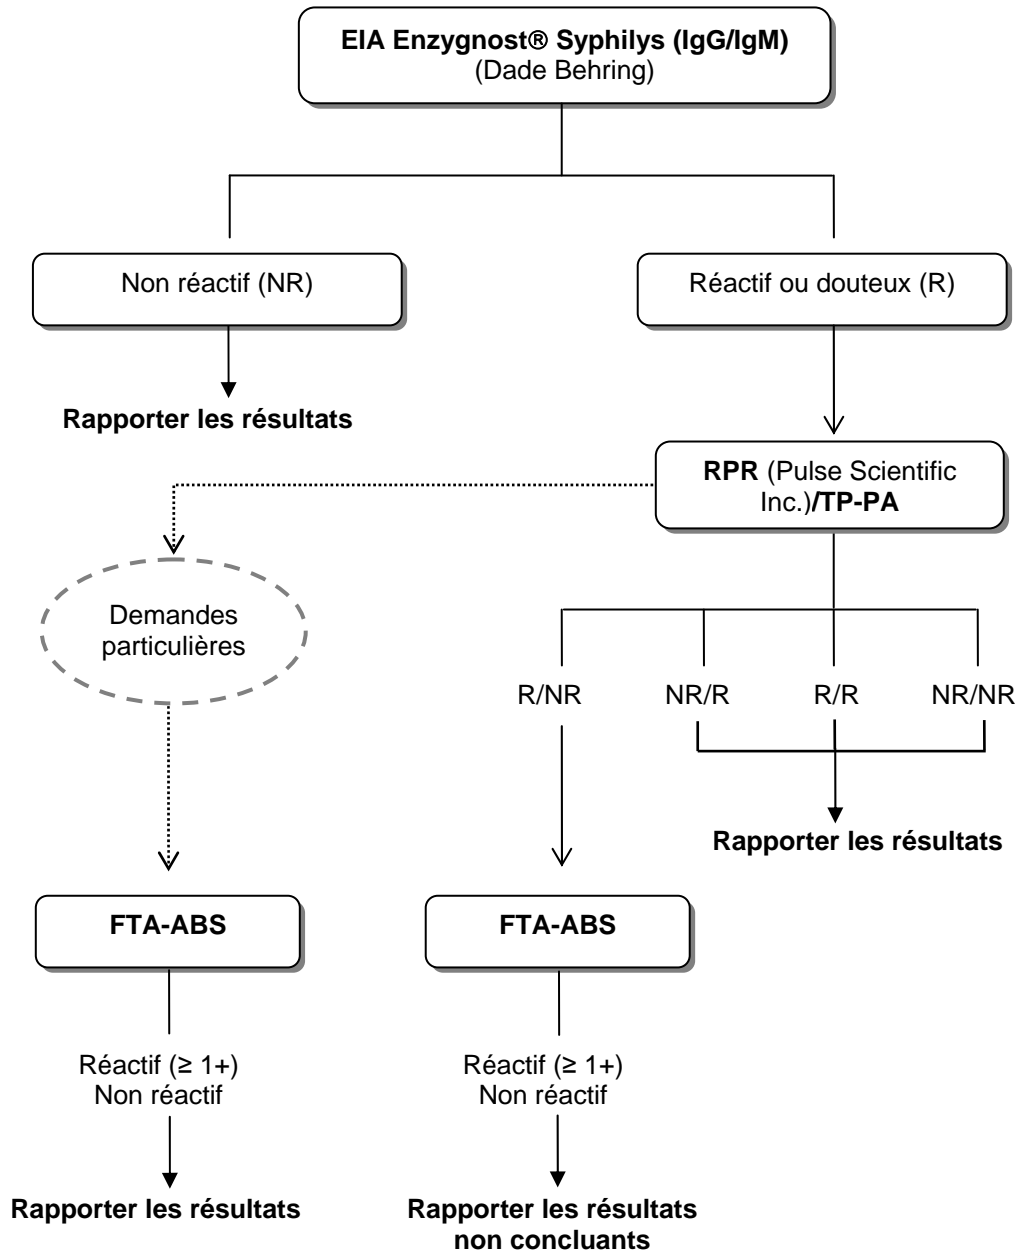 EIA Enzygnost® Syphilys (IgG/IgM)
(Dade Behring)
Non réactif (NR)
Réactif ou douteux (R)
Rapporter les résultats
RPR (Pulse Scientific
Inc.)/TP-PA
Demandes
particulières
R/NR
NR/R
R/R
NR/NR
Rapporter les résultats
FTA-ABS
FTA-ABS
Réactif (≥ 1+)
Non réactif
Réactif (≥ 1+)
Non réactif
Rapporter les résultats
Rapporter les résultats
non concluants